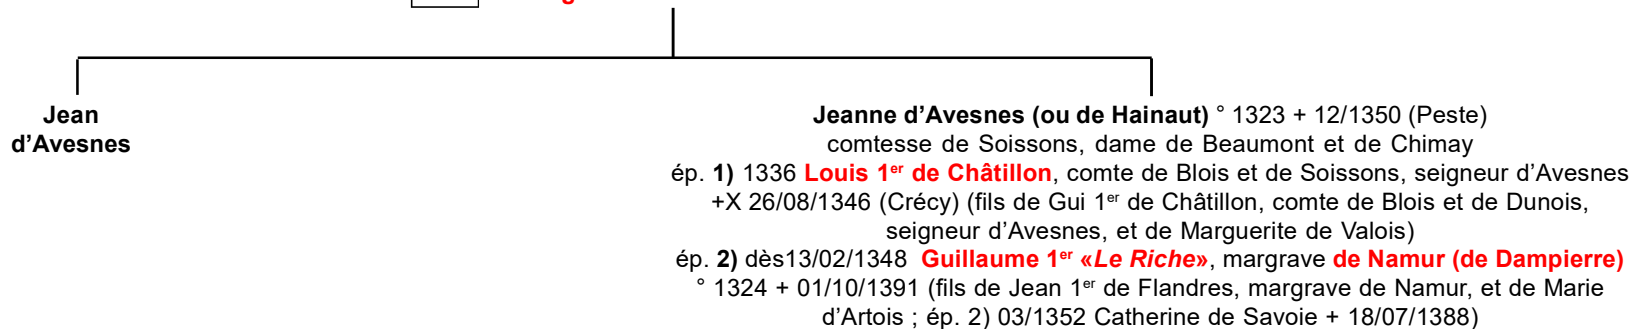 Jean
d'Avesnes
Jeanne d'Avesnes (ou de Hainaut) ° 1323 + 12/1350 (Peste)
comtesse de Soissons, dame de Beaumont et de Chimay
ép. 1) 1336 Louis 1er de Châtillon, comte de Blois et de Soissons, seigneur d'Avesnes
+X 26/08/1346 (Crécy) (fils de Gui 1er de Châtillon, comte de Blois et de Dunois,
seigneur d'Avesnes, et de Marguerite de Valois)
ép. 2) dès13/02/1348 Guillaume 1er «Le Riche», margrave de Namur (de Dampierre)
° 1324 + 01/10/1391 (fils de Jean 1er de Flandres, margrave de Namur, et de Marie
d'Artois ; ép. 2) 03/1352 Catherine de Savoie + 18/07/1388)